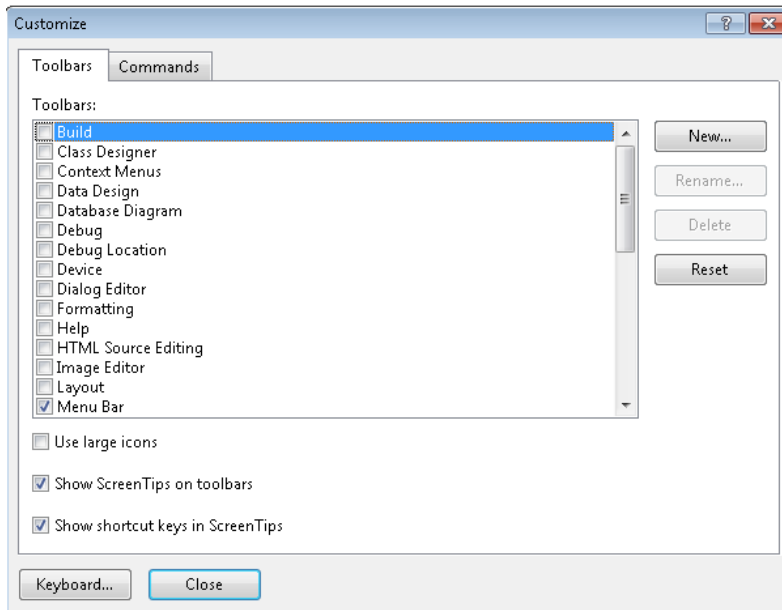 Customize
Toolbars
Commands
Toolbars:
Build
Class Designer
Context Menus
Data Design
Database Diagram
Debug
Debug Location
Device
Dialog Editor
Formatting
Help
HTML Source Editing
Image Editor
Layout
Menu Bar
New...
Rename...
Delete
Reset
Use large icons
Show ScreenTips on toolbars
Show shortcut keys in ScreenTips
Keyboard...
Close